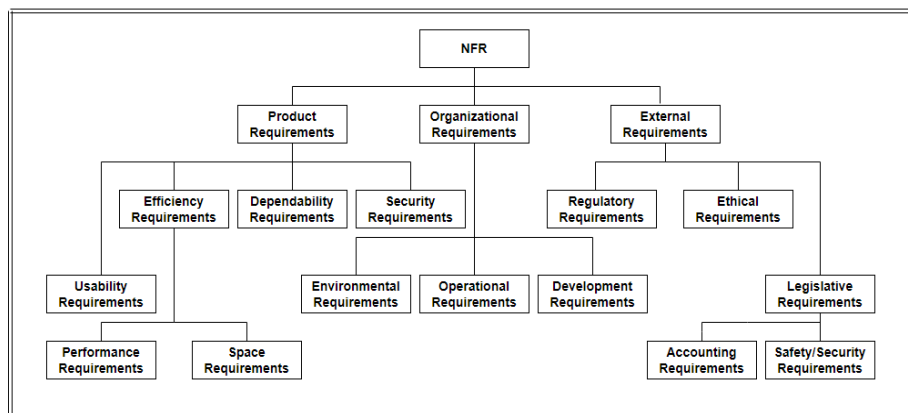 NFR
Product
Requirements
Organizational
Requirements
External
Requirements
Efficiency
Requirements
Dependability
Requirements
Security
Requirements
Regulatory
Requirements
Ethical
Requirements
Usability
Requirements
Environmental
Requirements
Operational
Requirements
Development
Requirements
Legislative
Requirements
Performance
Requirements
Space
Requirements
Accounting
Requirements
Safety/Security
Requirements